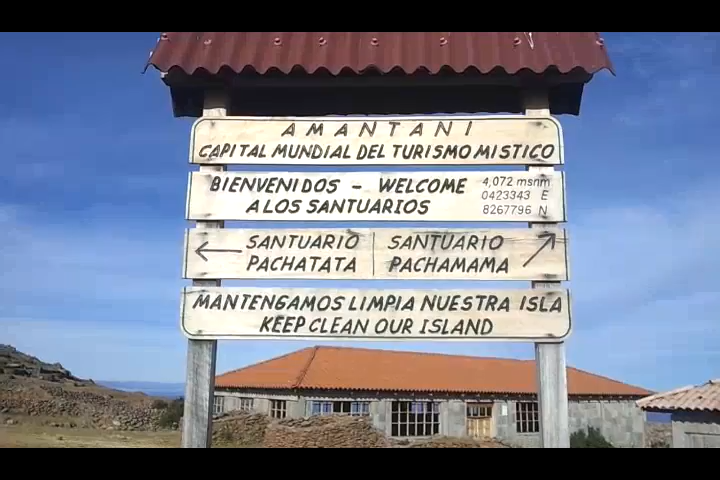 AMANTANI
CAPITAL MUNDIAL DEL TURISMO MISTICO
BIENVENIDOS - WELCOME
A LOS SANTUARIOS
4,072 msnm
0423343 E
8267796 N
← SANTUARIO PACHATATA
SANTUARIO PACHAMAMA ↗
MANTENGAMOS LIMPIA NUESTRA ISLA
KEEP CLEAN OUR ISLAND